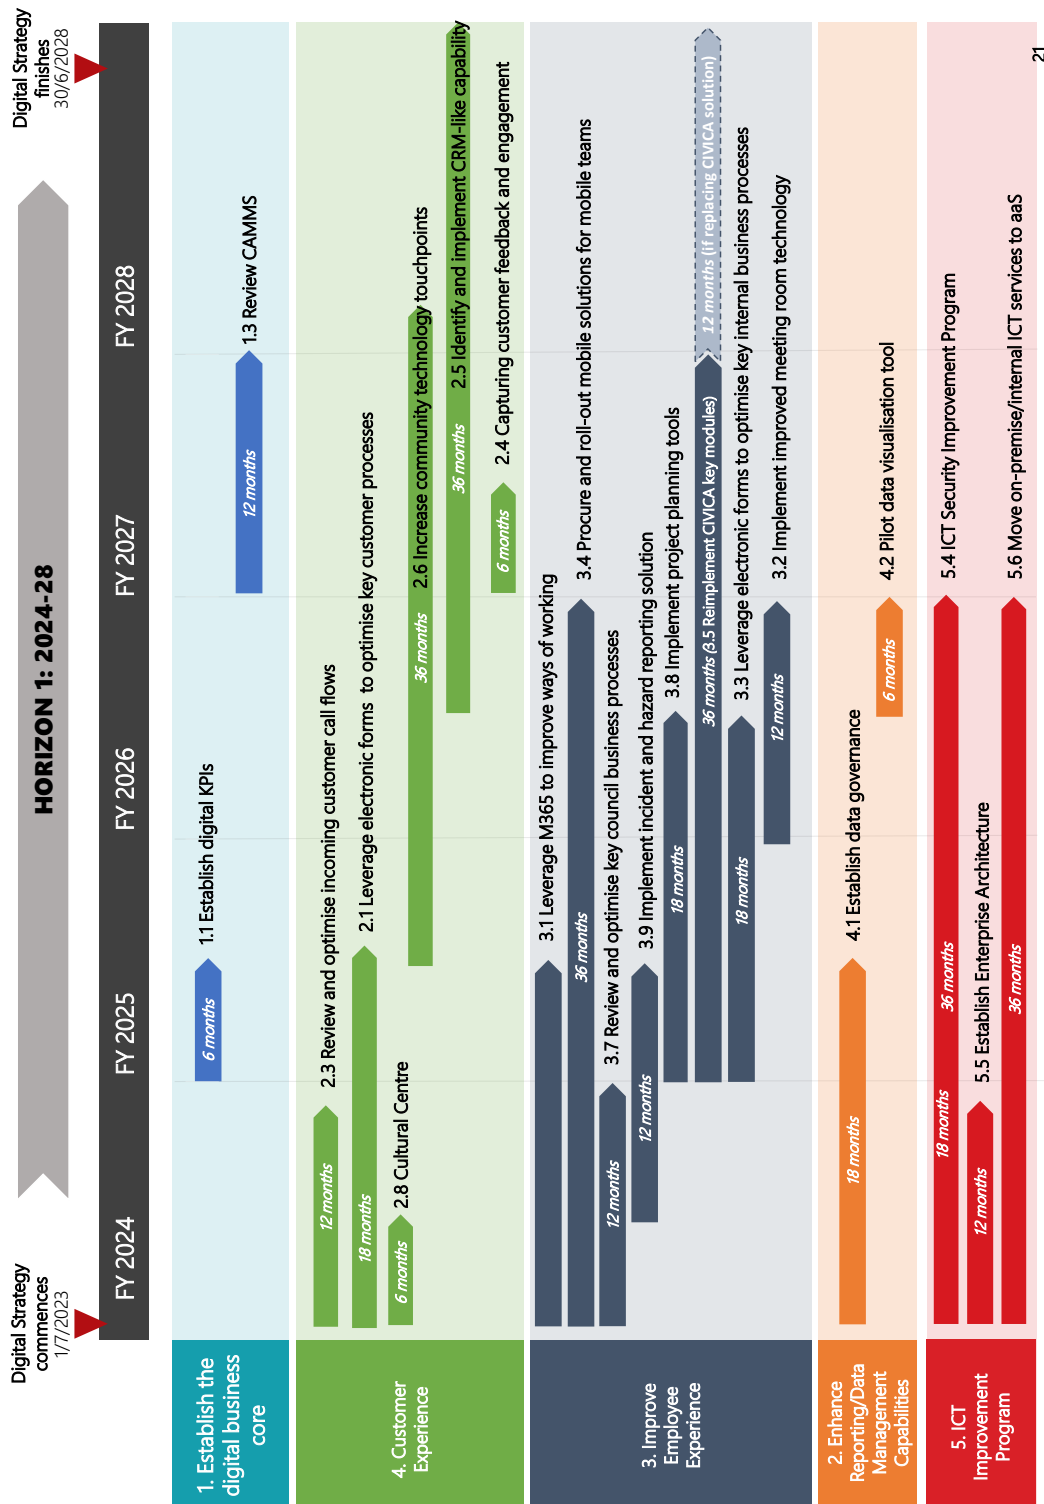 Digital Strategy
commences
1/7/2023
HORIZON 1: 2024-28
Digital Strategy
finishes
30/6/2028
FY 2024
FY 2025
FY 2026
FY 2027
FY 2028
1. Establish the
digital business
core
6 months
1.1 Establish digital KPIs
12 months
1.3 Review CAMMS
4. Customer
Experience
12 months
2.3 Review and optimise incoming customer call flows
18 months
2.1 Leverage electronic forms to optimise key customer processes
6 months
2.8 Cultural Centre
36 months
2.6 Increase community technology touchpoints
36 months
2.5 Identify and implement CRM-like capability
6 months
2.4 Capturing customer feedback and engagement
3. Improve
Employee
Experience
3.1 Leverage M365 to improve ways of working
36 months
3.4 Procure and roll-out mobile solutions for mobile teams
12 months
3.7 Review and optimise key council business processes
12 months
3.9 Implement incident and hazard reporting solution
18 months
3.8 Implement project planning tools
36 months (3.5 Reimplement CIVICA key modules)
12 months (if replacing CIVICA solution)
18 months
3.3 Leverage electronic forms to optimise key internal business processes
12 months
3.2 Implement improved meeting room technology
2. Enhance
Reporting/Data
Management
Capabilities
18 months
4.1 Establish data governance
6 months
4.2 Pilot data visualisation tool
5. ICT
Improvement
Program
18 months
36 months
5.4 ICT Security Improvement Program
12 months
5.5 Establish Enterprise Architecture
36 months
5.6 Move on-premise/internal ICT services to aaS
21